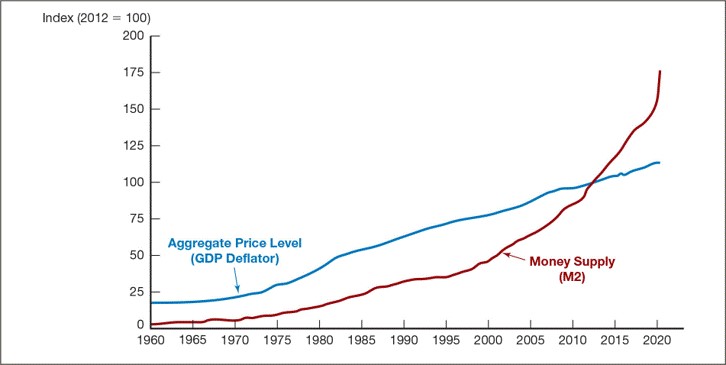 Index (2012 = 100)
200
175
150
125
100
75
50
25
0
Aggregate Price Level
(GDP Deflator)
Money Supply
(M2)
1960 1965 1970 1975 1980 1985 1990 1995 2000 2005 2010 2015 2020